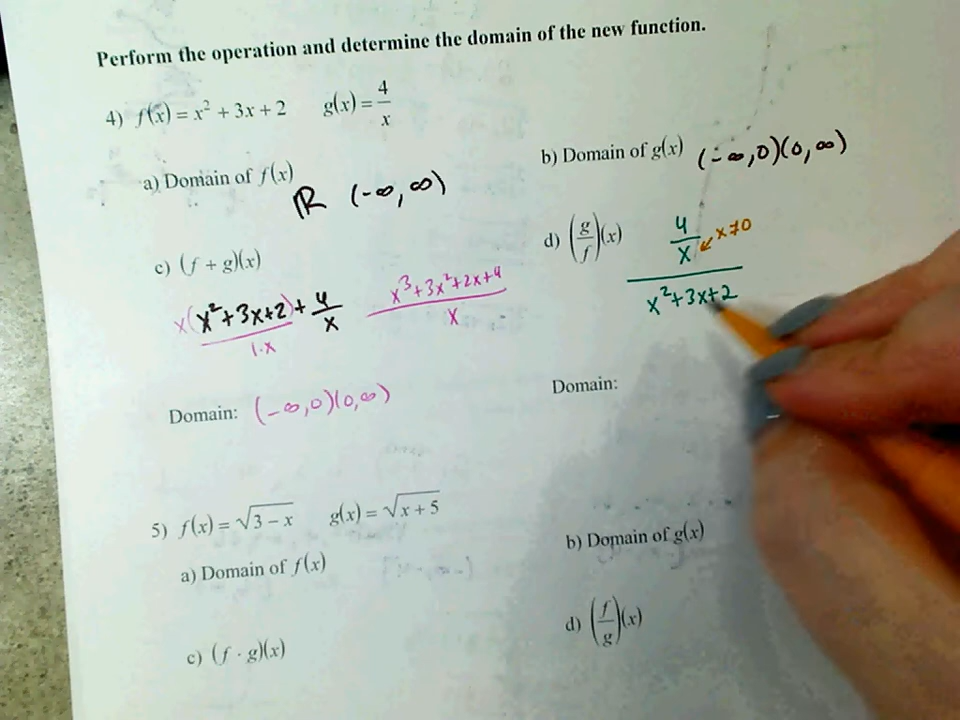 Perform the operation and determine the domain of the new function.
4) f(x) = x² + 3x + 2 g(x) = 4/x
a) Domain of f(x) ℝ (-∞, ∞)
b) Domain of g(x) (-∞,0)(0,∞)
c) (f + g)(x)
x(x²+3x+2)/1·x + 4/x (x³+3x²+2x+4)/x
Domain: (-∞,0)(0,∞)
d) (g/f)(x) (4/x)/(x²+3x+2) x≠0
Domain:
5) f(x) = √(3 − x) g(x) = √(x + 5)
a) Domain of f(x)
b) Domain of g(x)
c) (f · g)(x)
d) (f/g)(x)